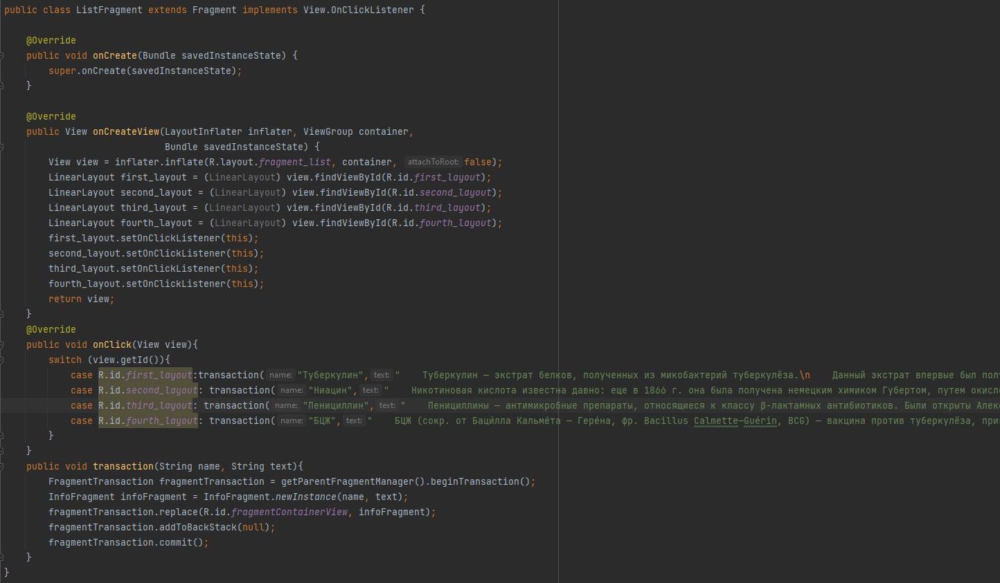 public class ListFragment extends Fragment implements View.OnClickListener {
@Override
public void onCreate(Bundle savedInstanceState) {
super.onCreate(savedInstanceState);
}
@Override
public View onCreateView(LayoutInflater inflater, ViewGroup container,
Bundle savedInstanceState) {
View view = inflater.inflate(R.layout.fragment_list, container, attachToRoot: false);
LinearLayout first_layout = (LinearLayout) view.findViewById(R.id.first_layout);
LinearLayout second_layout = (LinearLayout) view.findViewById(R.id.second_layout);
LinearLayout third_layout = (LinearLayout) view.findViewById(R.id.third_layout);
LinearLayout fourth_layout = (LinearLayout) view.findViewById(R.id.fourth_layout);
first_layout.setOnClickListener(this);
second_layout.setOnClickListener(this);
third_layout.setOnClickListener(this);
fourth_layout.setOnClickListener(this);
return view;
}
@Override
public void onClick(View view){
switch (view.getId()){
case R.id.first_layout:transaction( name: "Туберкулин", text: "    Туберкулин — экстрат белков, полученных из микобактерий туберкулёза.\n    Данный экстрат впервые был пол
case R.id.second_layout: transaction( name: "Ниацин", text: "    Никотиновая кислота известна давно: еще в 1866 г. она была получена немецким химиком Губертом, путем окисл
case R.id.third_layout: transaction( name: "Пенициллин", text: "    Пенициллины — антимикробные препараты, относящиеся к классу β-лактамных антибиотиков. Были открыты Алек
case R.id.fourth_layout: transaction( name: "БЦЖ", text: "    БЦЖ (сокр. от Баци́лла Кальме́та — Гере́на, фр. Bacillus Calmette—Guérin, BCG) — вакцина против туберкулёза, при
}
}
public void transaction(String name, String text){
FragmentTransaction fragmentTransaction = getParentFragmentManager().beginTransaction();
InfoFragment infoFragment = InfoFragment.newInstance(name, text);
fragmentTransaction.replace(R.id.fragmentContainerView, infoFragment);
fragmentTransaction.addToBackStack(null);
fragmentTransaction.commit();
}
}